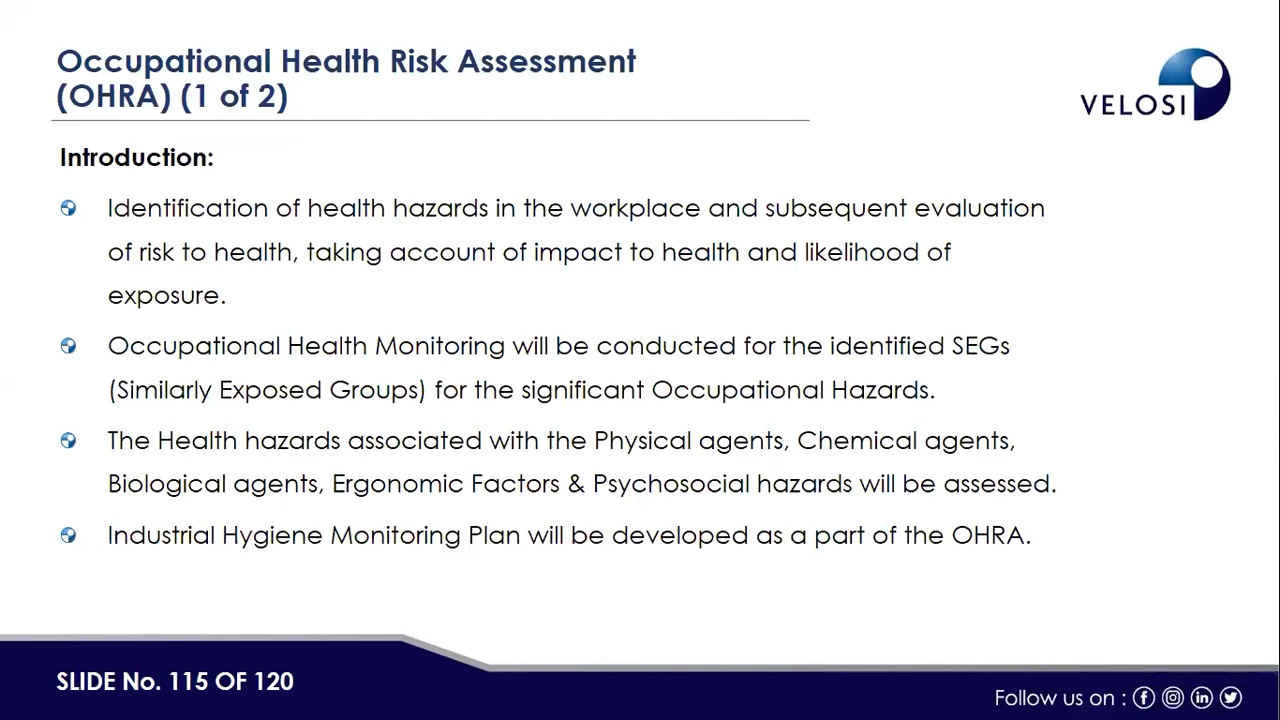 Occupational Health Risk Assessment
(OHRA) (1 of 2)
VELOSI
Introduction:
Identification of health hazards in the workplace and subsequent evaluation
of risk to health, taking account of impact to health and likelihood of
exposure.
Occupational Health Monitoring will be conducted for the identified SEGs
(Similarly Exposed Groups) for the significant Occupational Hazards.
The Health hazards associated with the Physical agents, Chemical agents,
Biological agents, Ergonomic Factors & Psychosocial hazards will be assessed.
Industrial Hygiene Monitoring Plan will be developed as a part of the OHRA.
SLIDE No. 115 OF 120
Follow us on :